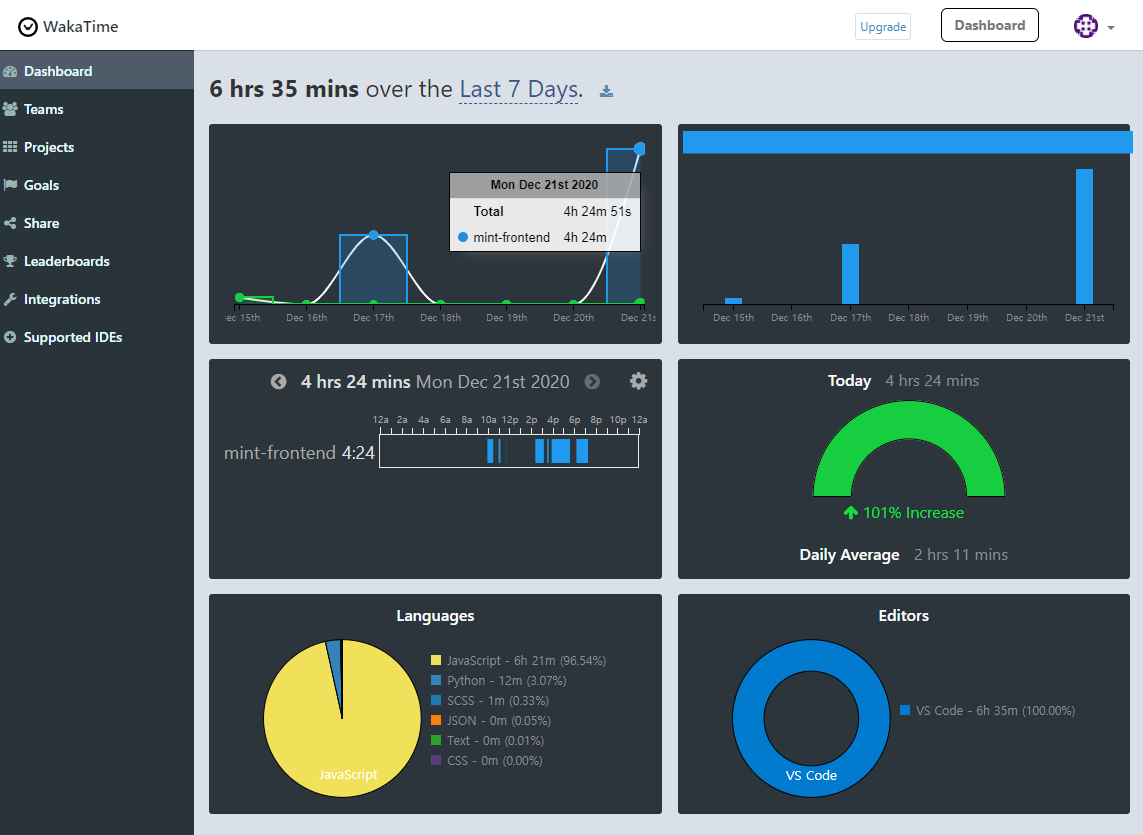 WakaTime
Upgrade
Dashboard
Dashboard
Teams
Projects
Goals
Share
Leaderboards
Integrations
Supported IDEs
6 hrs 35 mins over the Last 7 Days.
Mon Dec 21st 2020
Total 4h 24m 51s
mint-frontend 4h 24m
ec 15th Dec 16th Dec 17th Dec 18th Dec 19th Dec 20th Dec 21s
Dec 15th Dec 16th Dec 17th Dec 18th Dec 19th Dec 20th Dec 21st
4 hrs 24 mins Mon Dec 21st 2020
12a 2a 4a 6a 8a 10a 12p 2p 4p 6p 8p 10p 12a
mint-frontend 4:24
Today 4 hrs 24 mins
101% Increase
Daily Average 2 hrs 11 mins
Languages
JavaScript - 6h 21m (96.54%)
Python - 12m (3.07%)
SCSS - 1m (0.33%)
JSON - 0m (0.05%)
Text - 0m (0.01%)
CSS - 0m (0.00%)
JavaScript
Editors
VS Code - 6h 35m (100.00%)
VS Code